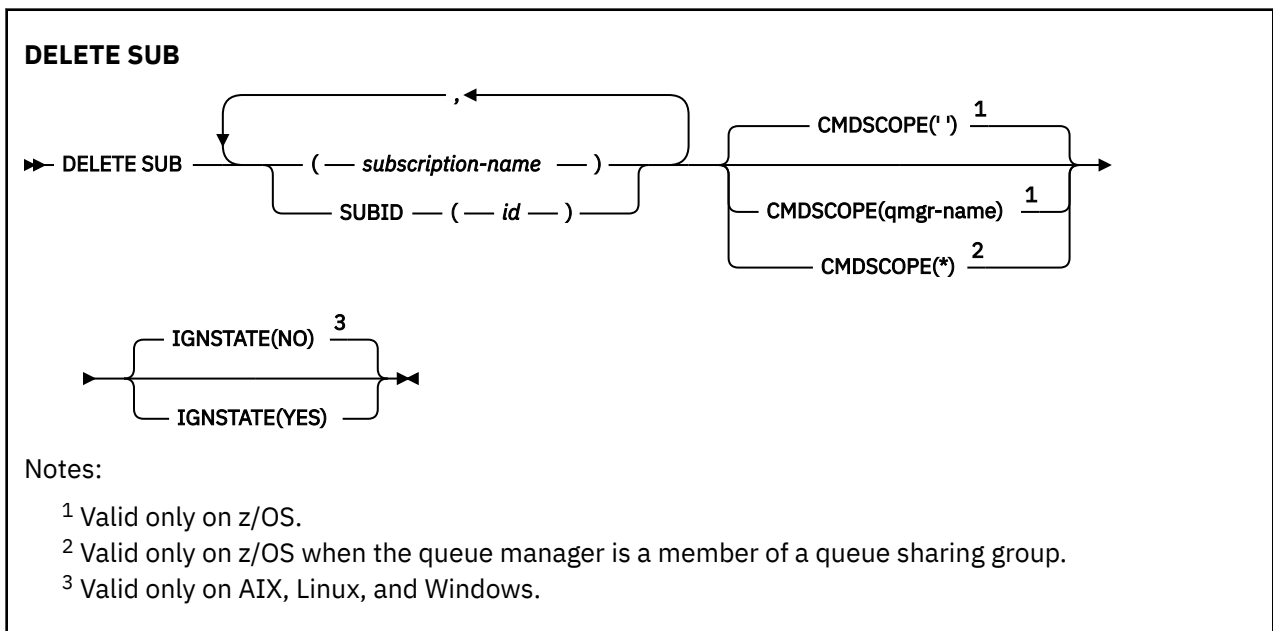 DELETE SUB
,
DELETE SUB ( subscription-name ) CMDSCOPE(' ') 1
SUBID ( id ) CMDSCOPE(qmgr-name) 1
CMDSCOPE(*) 2
IGNSTATE(NO) 3
IGNSTATE(YES)
Notes:
1 Valid only on z/OS.
2 Valid only on z/OS when the queue manager is a member of a queue sharing group.
3 Valid only on AIX, Linux, and Windows.